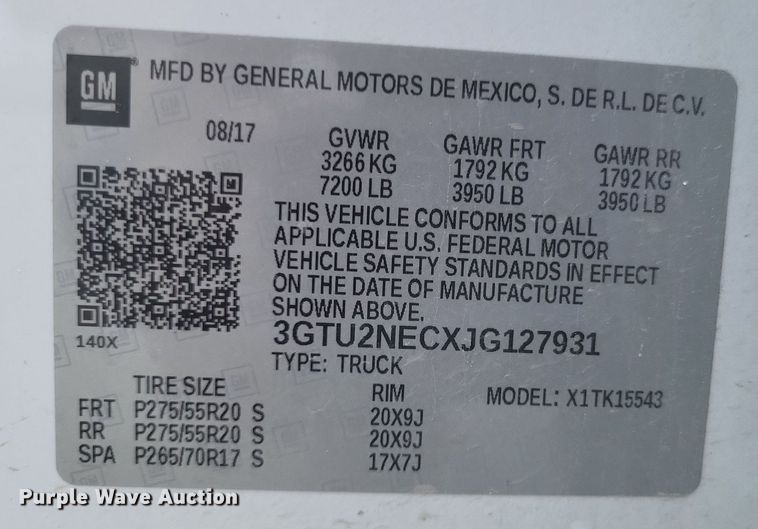 GM
MFD BY GENERAL MOTORS DE MEXICO, S. DE R.L. DE C.V.
08/17 GVWR GAWR FRT GAWR RR
3266 KG 1792 KG 1792 KG
7200 LB 3950 LB 3950 LB
THIS VEHICLE CONFORMS TO ALL
APPLICABLE U.S. FEDERAL MOTOR
VEHICLE SAFETY STANDARDS IN EFFECT
ON THE DATE OF MANUFACTURE
SHOWN ABOVE.
140X
3GTU2NECXJG127931
TYPE: TRUCK
TIRE SIZE RIM MODEL: X1TK15543
FRT P275/55R20 S 20X9J
RR P275/55R20 S 20X9J
SPA P265/70R17 S 17X7J
Purple Wave Auction